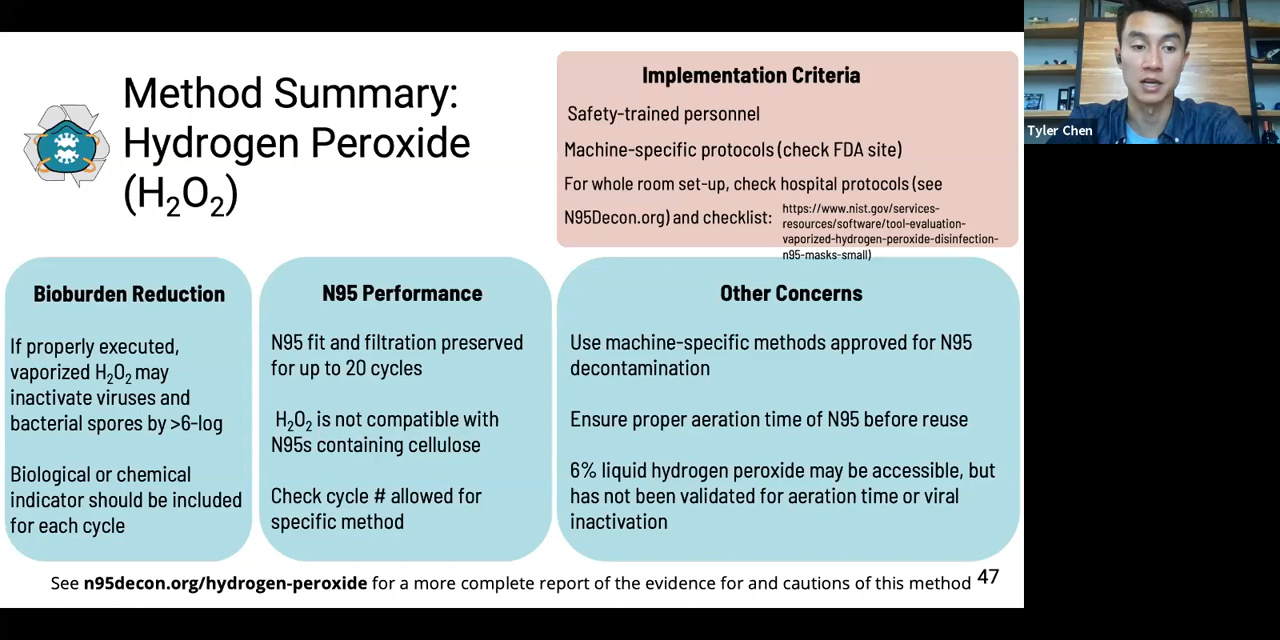 Method Summary:
Hydrogen Peroxide
(H₂O₂)
Implementation Criteria
Safety-trained personnel
Machine-specific protocols (check FDA site)
For whole room set-up, check hospital protocols (see
N95Decon.org) and checklist:
https://www.nist.gov/services-
resources/software/tool-evaluation-
vaporized-hydrogen-peroxide-disinfection-
n95-masks-small)
Tyler Chen
Bioburden Reduction
If properly executed,
vaporized H₂O₂ may
inactivate viruses and
bacterial spores by >6-log
Biological or chemical
indicator should be included
for each cycle
N95 Performance
N95 fit and filtration preserved
for up to 20 cycles
H₂O₂ is not compatible with
N95s containing cellulose
Check cycle # allowed for
specific method
Other Concerns
Use machine-specific methods approved for N95
decontamination
Ensure proper aeration time of N95 before reuse
6% liquid hydrogen peroxide may be accessible, but
has not been validated for aeration time or viral
inactivation
See n95decon.org/hydrogen-peroxide for a more complete report of the evidence for and cautions of this method
47